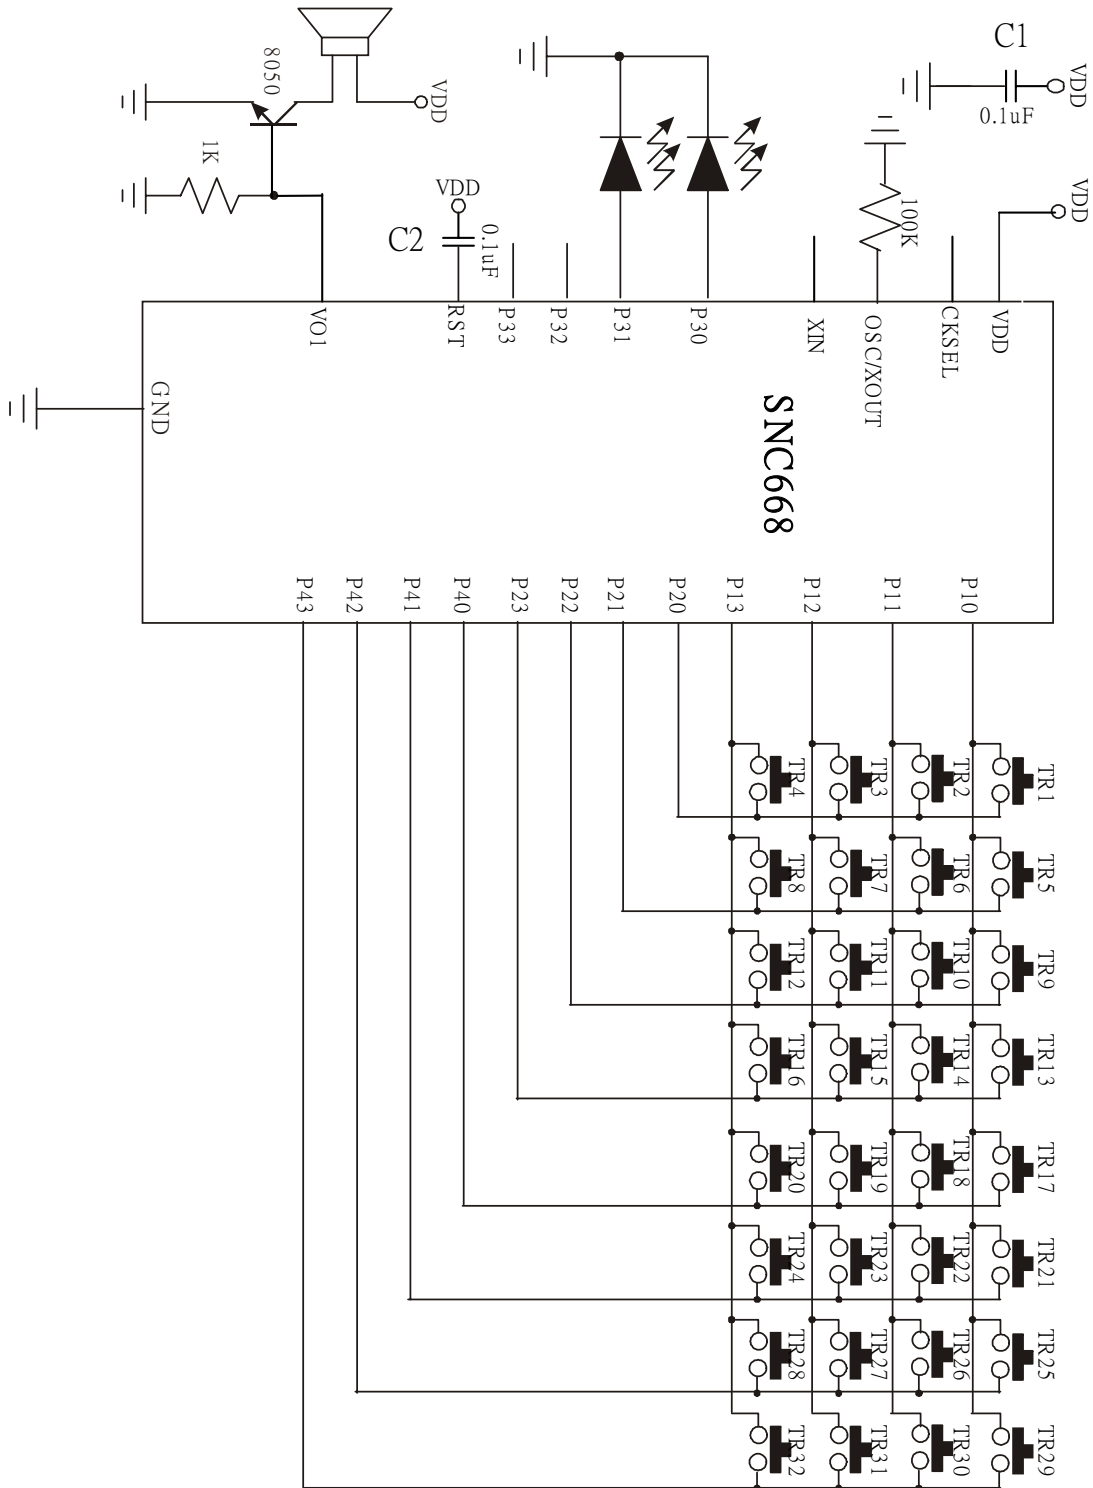 C1
VDD
0.1uF
VDD
8050
VDD
1K
VDD
C2
0.1uF
100K
VO1
RST
P33
P32
P31
P30
XIN
OSC/XOUT
CKSEL
VDD
GND
SNC668
P43
P42
P41
P40
P23
P22
P21
P20
P13
P12
P11
P10
TR4
TR3
TR2
TR1
TR8
TR7
TR6
TR5
TR12
TR11
TR10
TR9
TR16
TR15
TR14
TR13
TR20
TR19
TR18
TR17
TR24
TR23
TR22
TR21
TR28
TR27
TR26
TR25
TR32
TR31
TR30
TR29